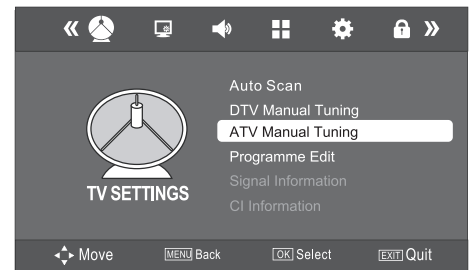 Auto Scan
DTV Manual Tuning
ATV Manual Tuning
Programme Edit
Signal Information
CI Information
TV SETTINGS
Move MENU Back OK Select EXIT Quit